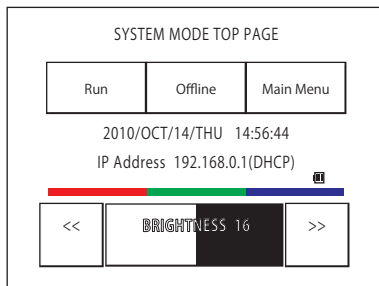 SYSTEM MODE TOP PAGE
Run Offline Main Menu
2010/OCT/14/THU 14:56:44
IP Address 192.168.0.1(DHCP)
<< BRIGHTNESS 16 >>